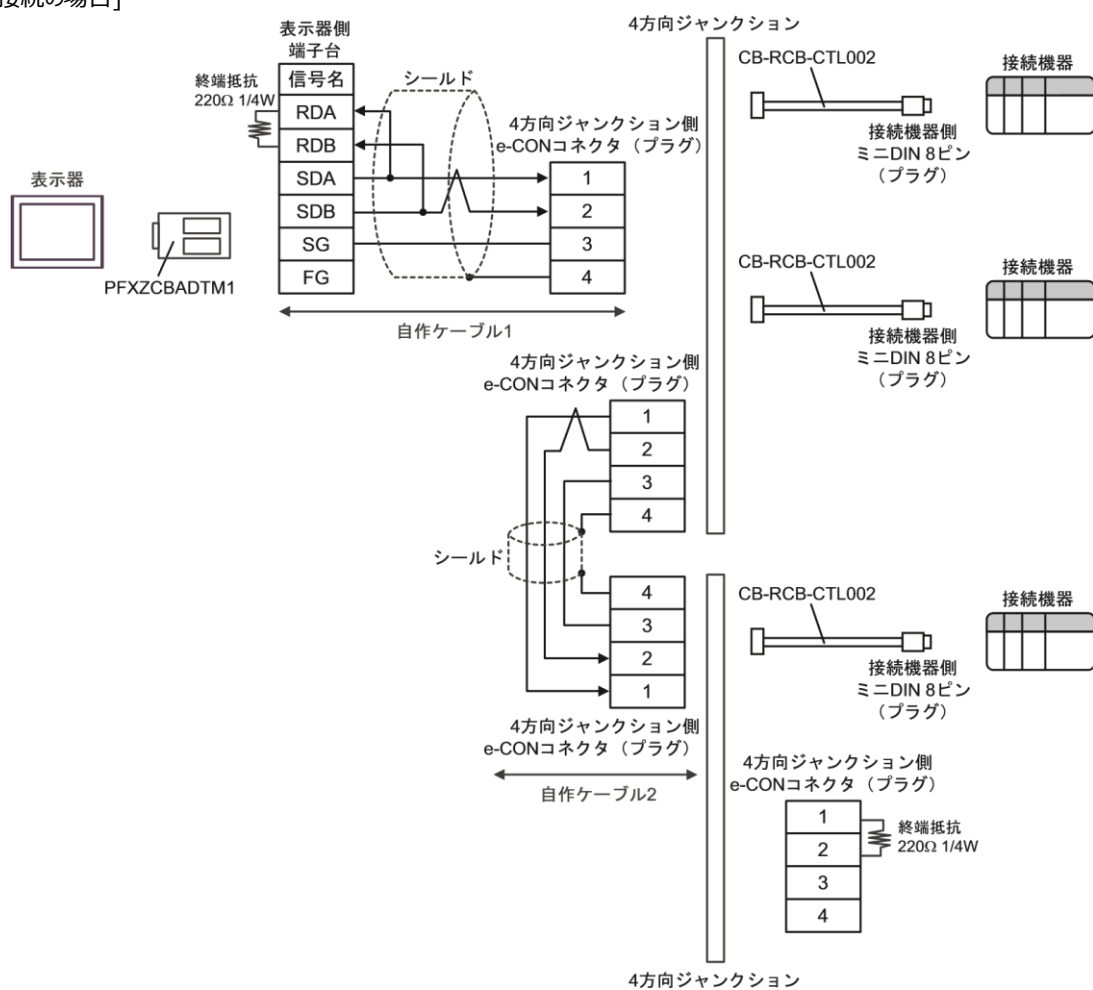 接続の場合]
4方向ジャンクション
表示器側
端子台
信号名
RDA
RDB
SDA
SDB
SG
FG
終端抵抗
220Ω 1/4W
シールド
4方向ジャンクション側
e-CONコネクタ（プラグ）
1
2
3
4
表示器
PFXZCBADTM1
自作ケーブル1
CB-RCB-CTL002
接続機器側
ミニDIN 8ピン
（プラグ）
接続機器
CB-RCB-CTL002
接続機器側
ミニDIN 8ピン
（プラグ）
接続機器
4方向ジャンクション側
e-CONコネクタ（プラグ）
1
2
3
4
シールド
4
3
2
1
4方向ジャンクション側
e-CONコネクタ（プラグ）
自作ケーブル2
CB-RCB-CTL002
接続機器側
ミニDIN 8ピン
（プラグ）
接続機器
4方向ジャンクション側
e-CONコネクタ（プラグ）
1
2
3
4
終端抵抗
220Ω 1/4W
4方向ジャンクション